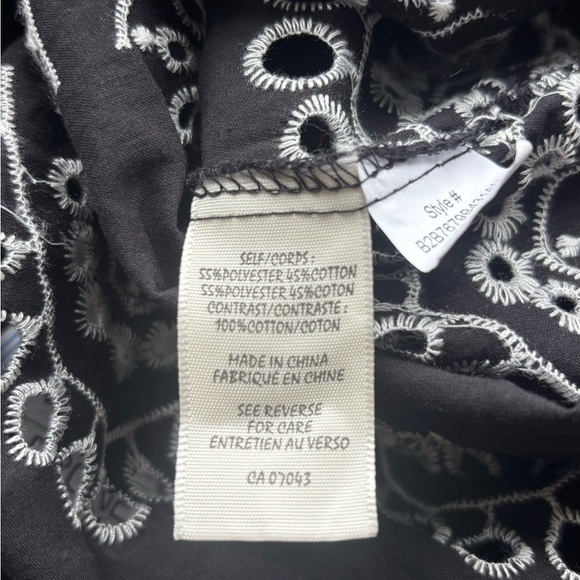 SELF/CORPS :
55%POLYESTER 45%COTTON
55%POLYESTER 45%COTON
CONTRAST/CONTRASTE :
100%COTTON/COTON
MADE IN CHINA
FABRIQUÉ EN CHINE
SEE REVERSE
FOR CARE
ENTRETIEN AU VERSO
CA 07043
Style #